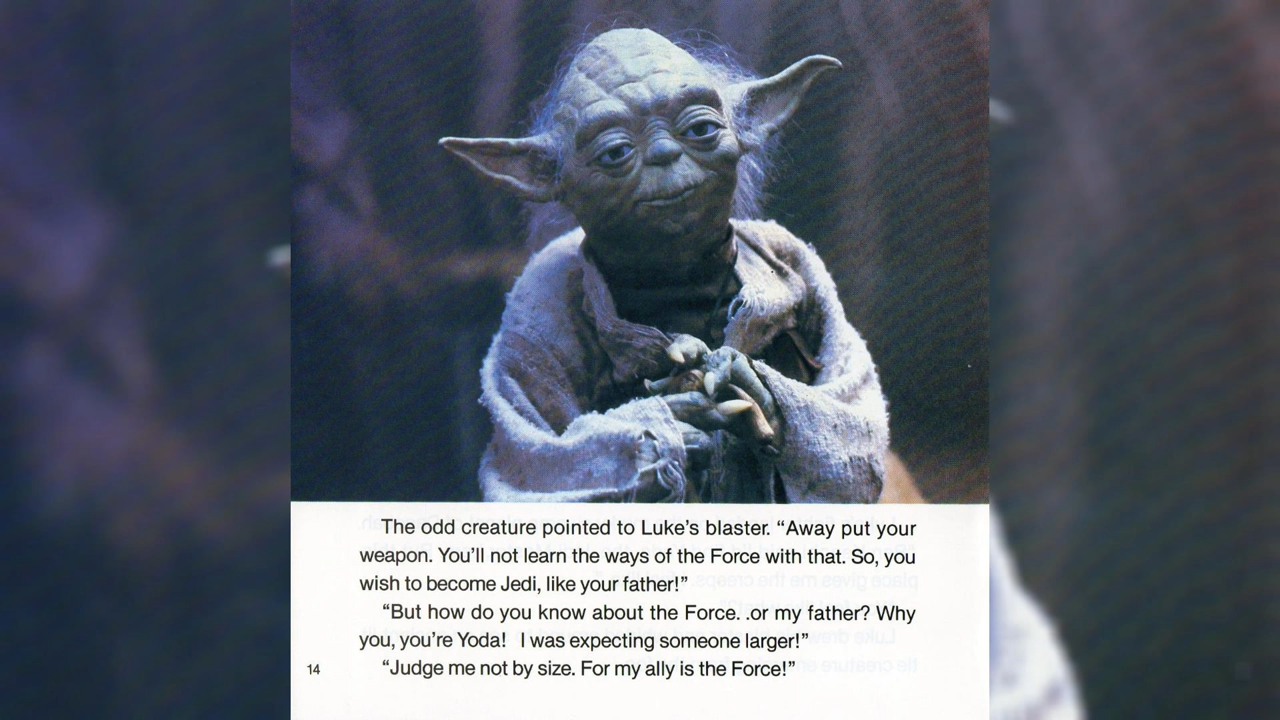 The odd creature pointed to Luke's blaster. “Away put your
weapon. You'll not learn the ways of the Force with that. So, you
wish to become Jedi, like your father!”
“But how do you know about the Force. .or my father? Why
you, you're Yoda! I was expecting someone larger!”
14 “Judge me not by size. For my ally is the Force!”